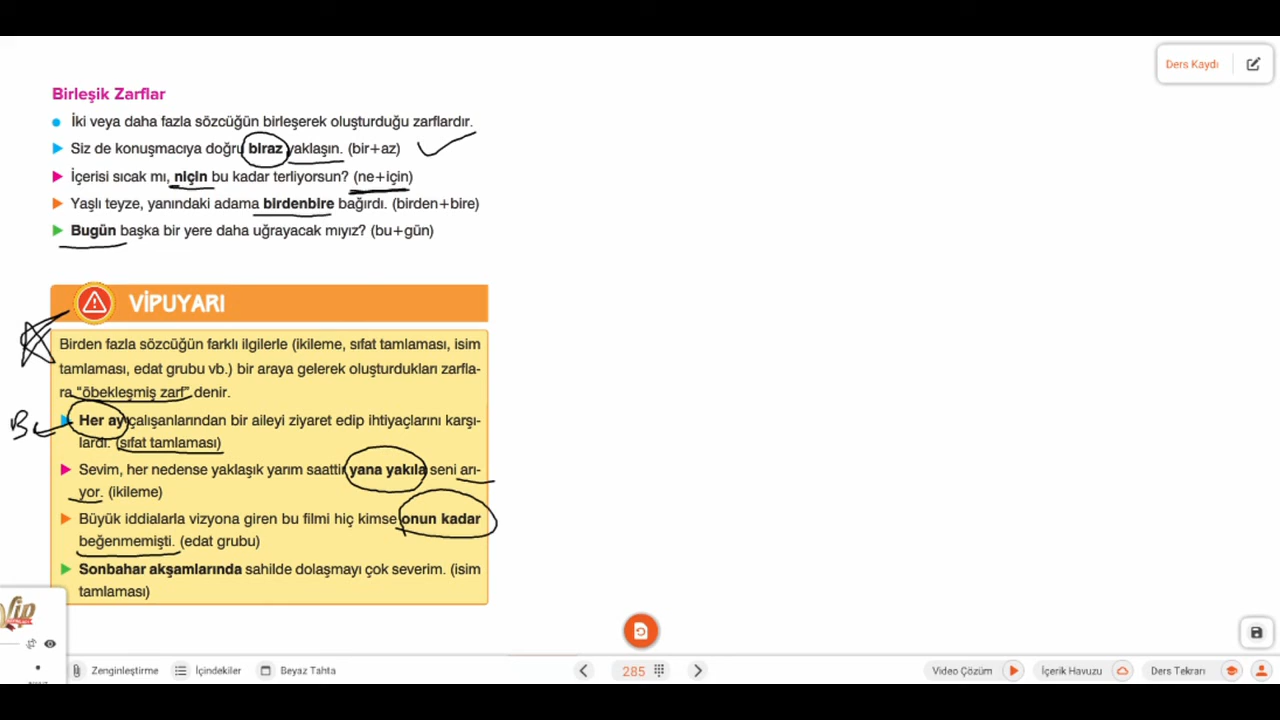 Ders Kaydı
Birleşik Zarflar
İki veya daha fazla sözcüğün birleşerek oluşturduğu zarflardır.
Siz de konuşmacıya doğru biraz yaklaşın. (bir+az)
İçerisi sıcak mı, niçin bu kadar terliyorsun? (ne+için)
Yaşlı teyze, yanındaki adama birdenbire bağırdı. (birden+bire)
Bugün başka bir yere daha uğrayacak mıyız? (bu+gün)
VİPUYARI
Birden fazla sözcüğün farklı ilgilerle (ikileme, sıfat tamlaması, isim
tamlaması, edat grubu vb.) bir araya gelerek oluşturdukları zarfla-
ra “öbekleşmiş zarf” denir.
B
Her ay çalışanlarından bir aileyi ziyaret edip ihtiyaçlarını karşı-
lardı. (sıfat tamlaması)
Sevim, her nedense yaklaşık yarım saattir yana yakıla seni arı-
yor. (ikileme)
Büyük iddialarla vizyona giren bu filmi hiç kimse onun kadar
beğenmemişti. (edat grubu)
Sonbahar akşamlarında sahilde dolaşmayı çok severim. (isim
tamlaması)
Vip
Zenginleştirme İçindekiler Beyaz Tahta 285 Video Çözüm İçerik Havuzu Ders Tekrarı